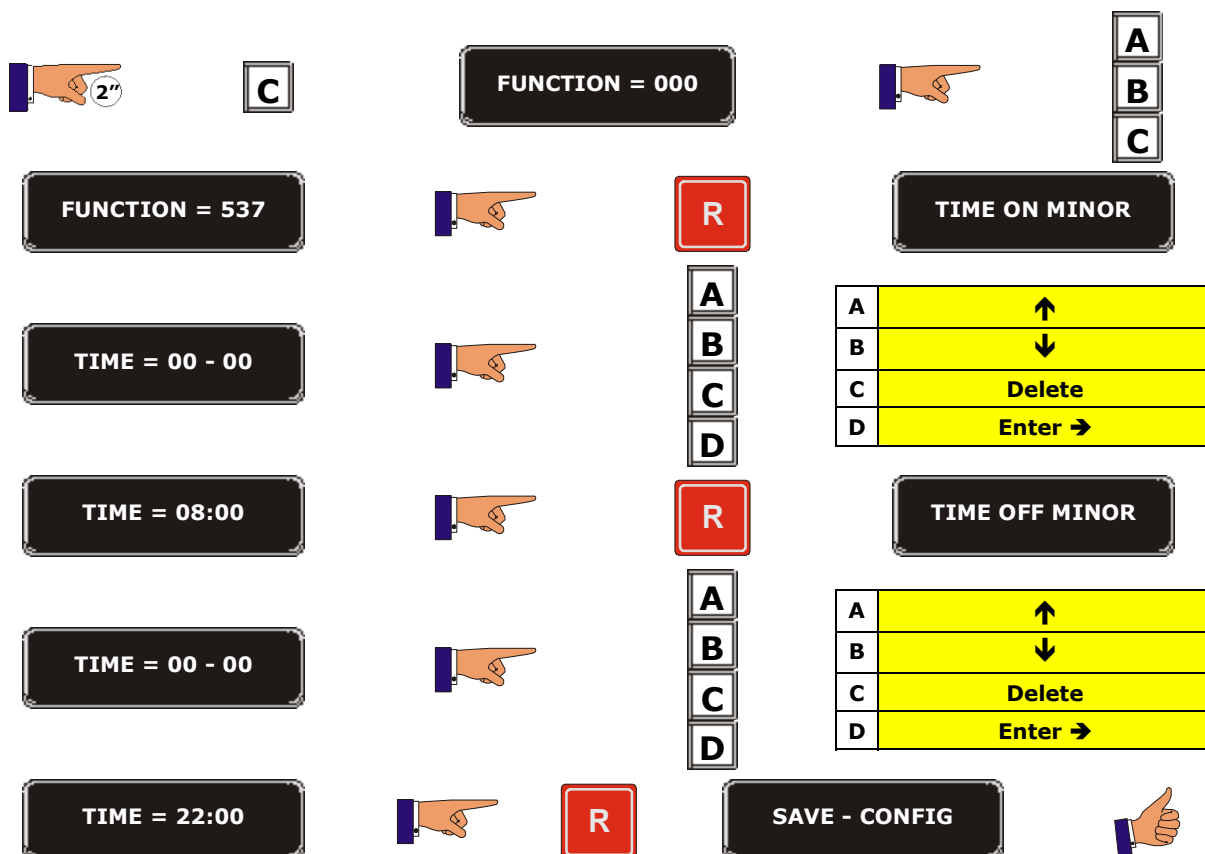 2” C FUNCTION = 000 A
B
C
FUNCTION = 537 R TIME ON MINOR
TIME = 00 - 00 A
B
C
D
A ↑
B ↓
C Delete
D Enter ➔
TIME = 08:00 R TIME OFF MINOR
TIME = 00 - 00 A
B
C
D
A ↑
B ↓
C Delete
D Enter ➔
TIME = 22:00 R SAVE - CONFIG